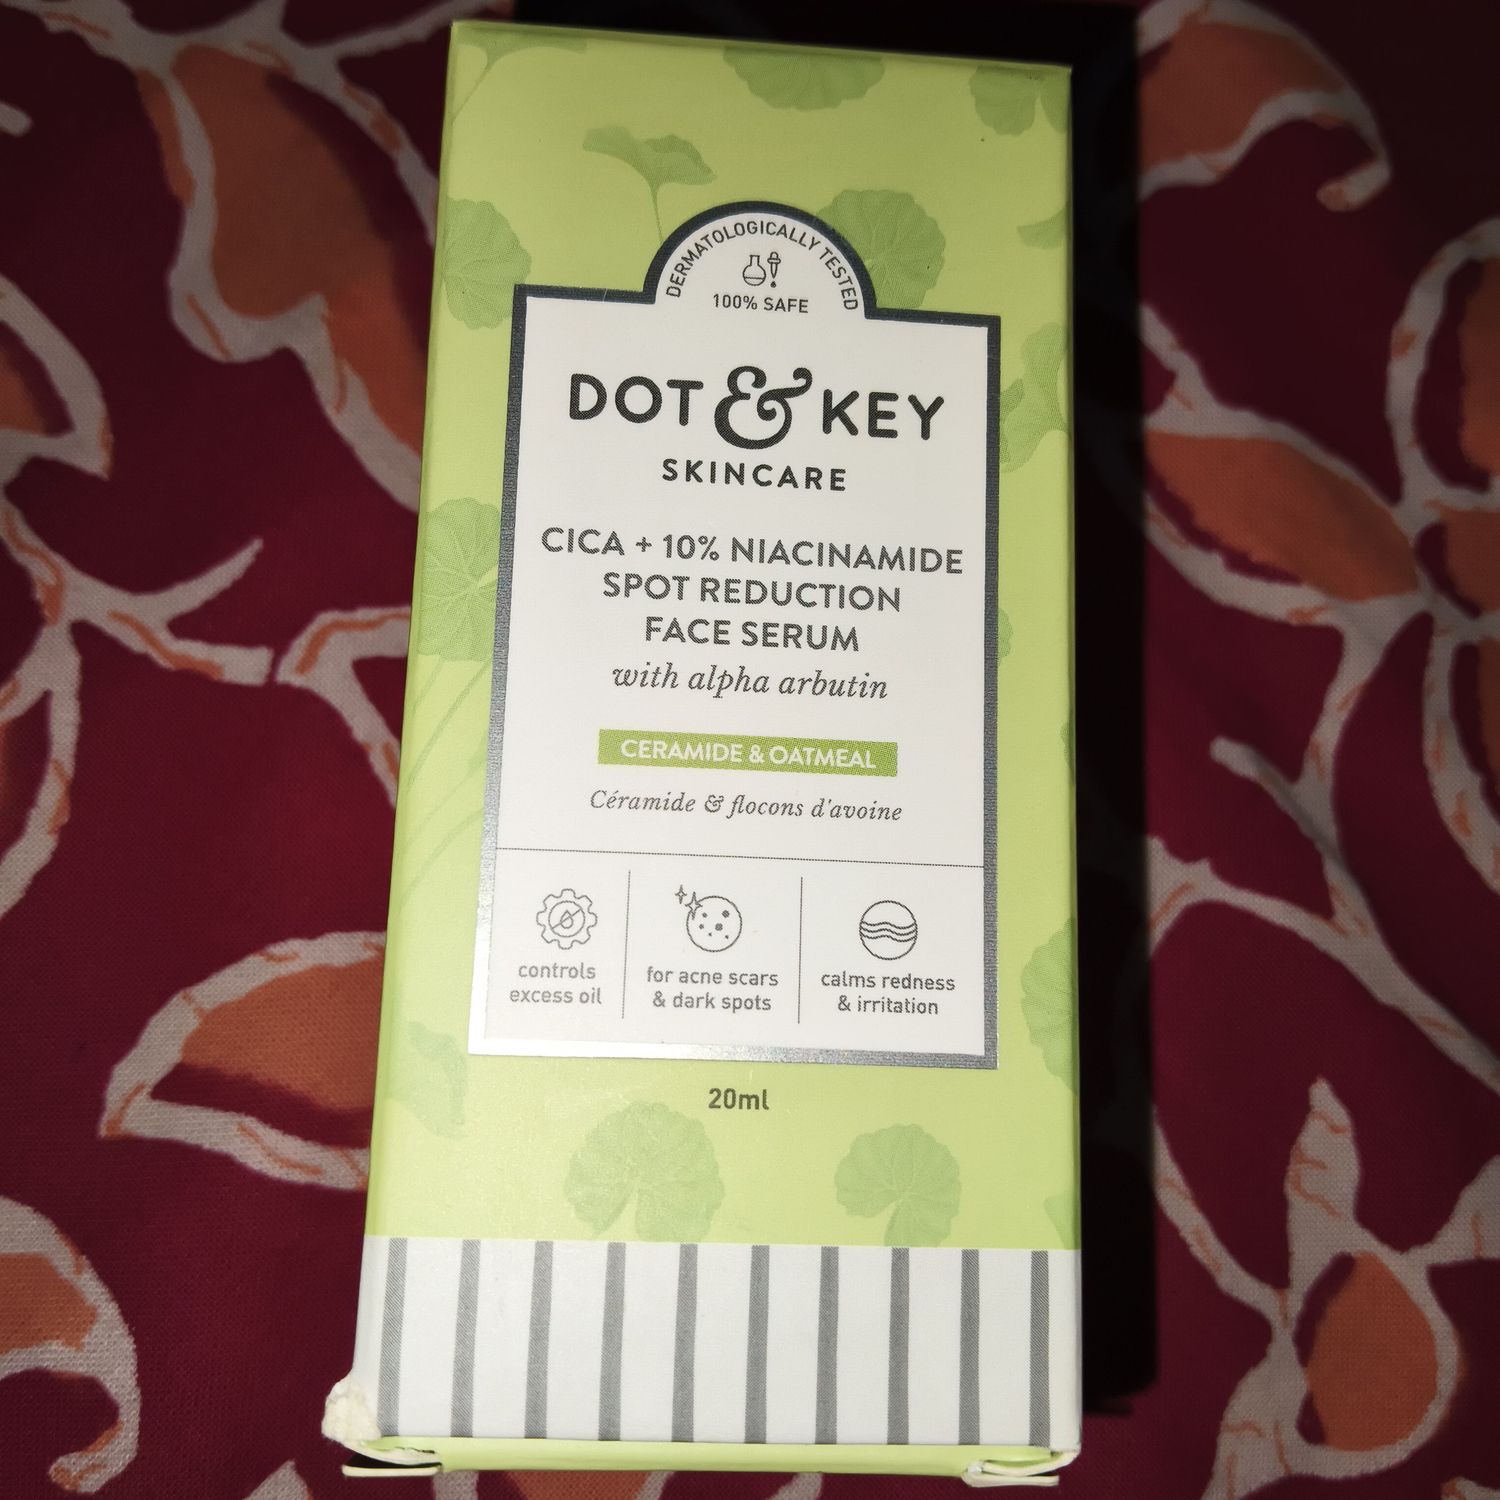 DERMATOLOGICALLY TESTED
100% SAFE
DOT & KEY
SKINCARE
CICA + 10% NIACINAMIDE
SPOT REDUCTION
FACE SERUM
with alpha arbutin
CERAMIDE & OATMEAL
Céramide & flocons d'avoine
controls
excess oil
for acne scars
& dark spots
calms redness
& irritation
20ml